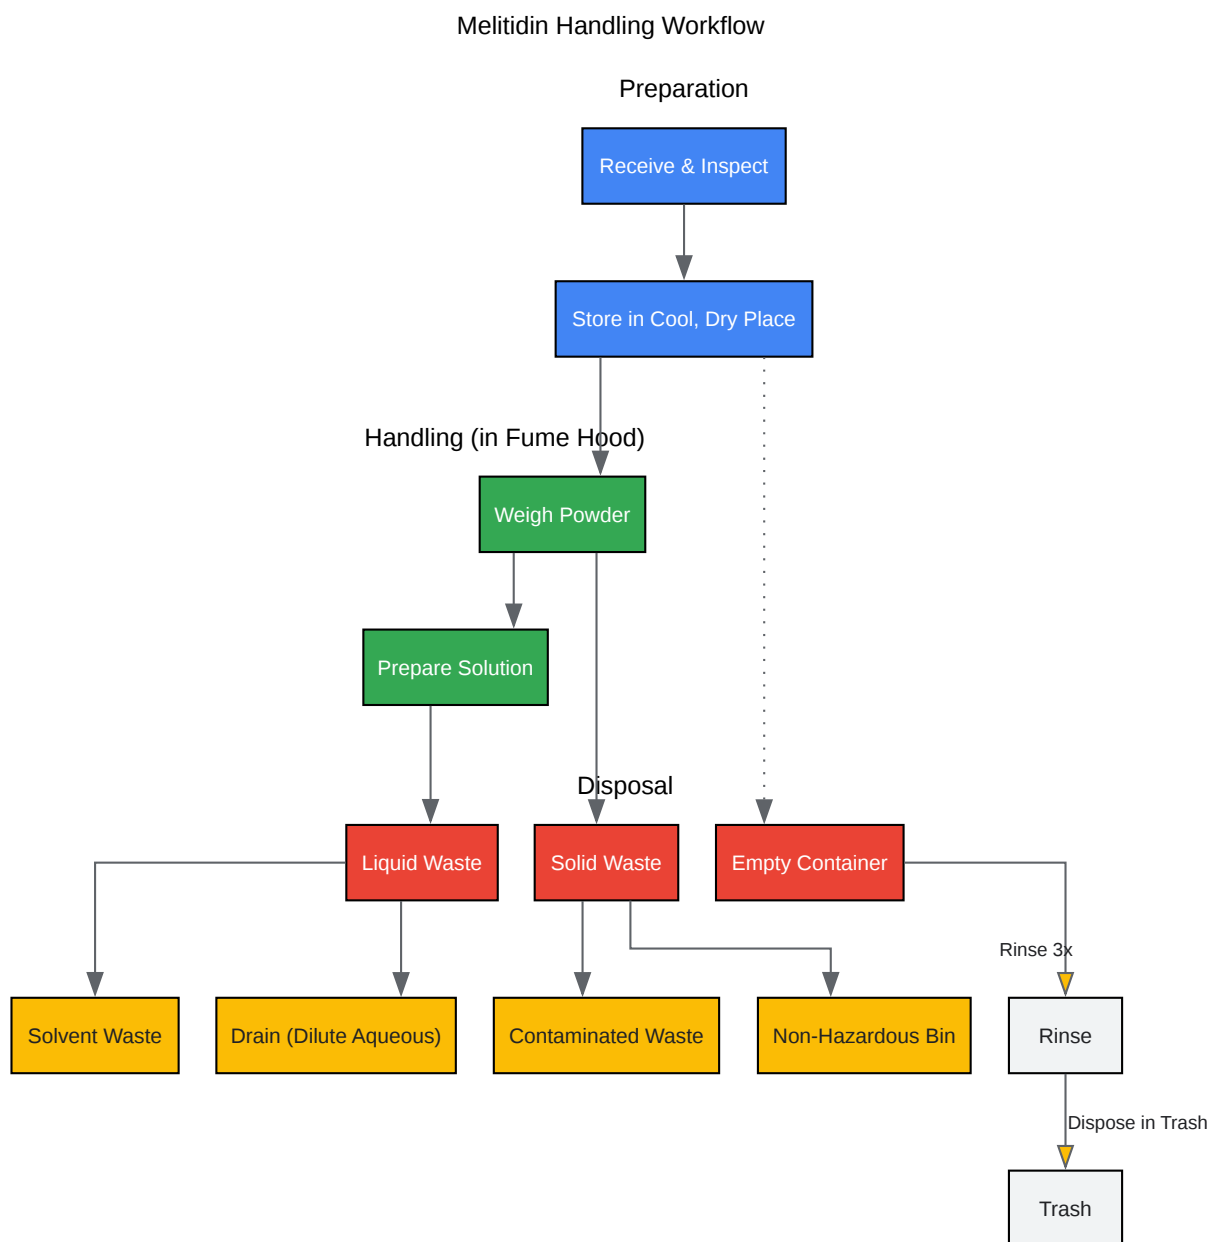 Melitidin Handling Workflow
Preparation
Receive & Inspect
Store in Cool, Dry Place
Handling (in Fume Hood)
Weigh Powder
Prepare Solution
Disposal
Liquid Waste
Solid Waste
Empty Container
Rinse 3x
Solvent Waste
Drain (Dilute Aqueous)
Contaminated Waste
Non-Hazardous Bin
Rinse
Dispose in Trash
Trash